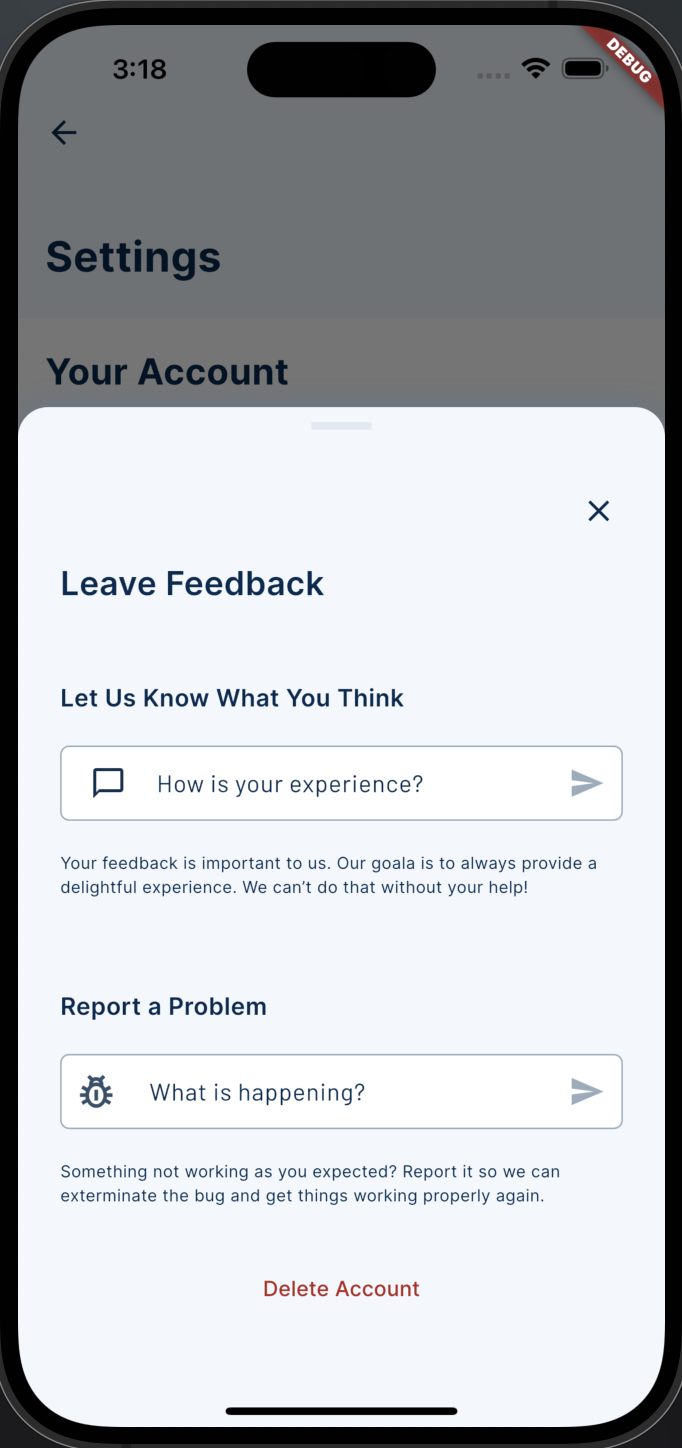 3:18
DEBUG
Settings
Your Account
Leave Feedback
Let Us Know What You Think
How is your experience?
Your feedback is important to us. Our goala is to always provide a
delightful experience. We can’t do that without your help!
Report a Problem
What is happening?
Something not working as you expected? Report it so we can
exterminate the bug and get things working properly again.
Delete Account